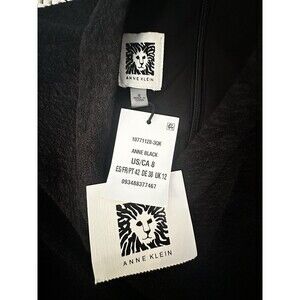 ANNE KLEIN
10771128-3QK
ANNE BLACK
US/CA 8
ES/FR/PT 42 DE 38 UK 12
093488377467
ANNE KLEIN